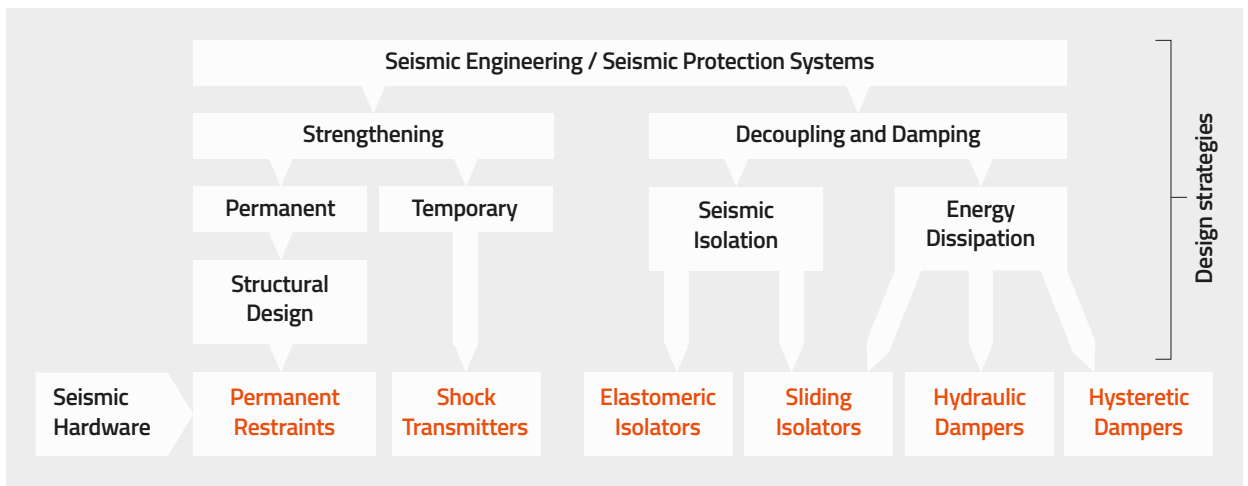 Seismic Engineering / Seismic Protection Systems
Strengthening
Decoupling and Damping
Permanent
Temporary
Seismic
Isolation
Energy
Dissipation
Structural
Design
Design strategies
Seismic
Hardware
Permanent
Restraints
Shock
Transmitters
Elastomeric
Isolators
Sliding
Isolators
Hydraulic
Dampers
Hysteretic
Dampers